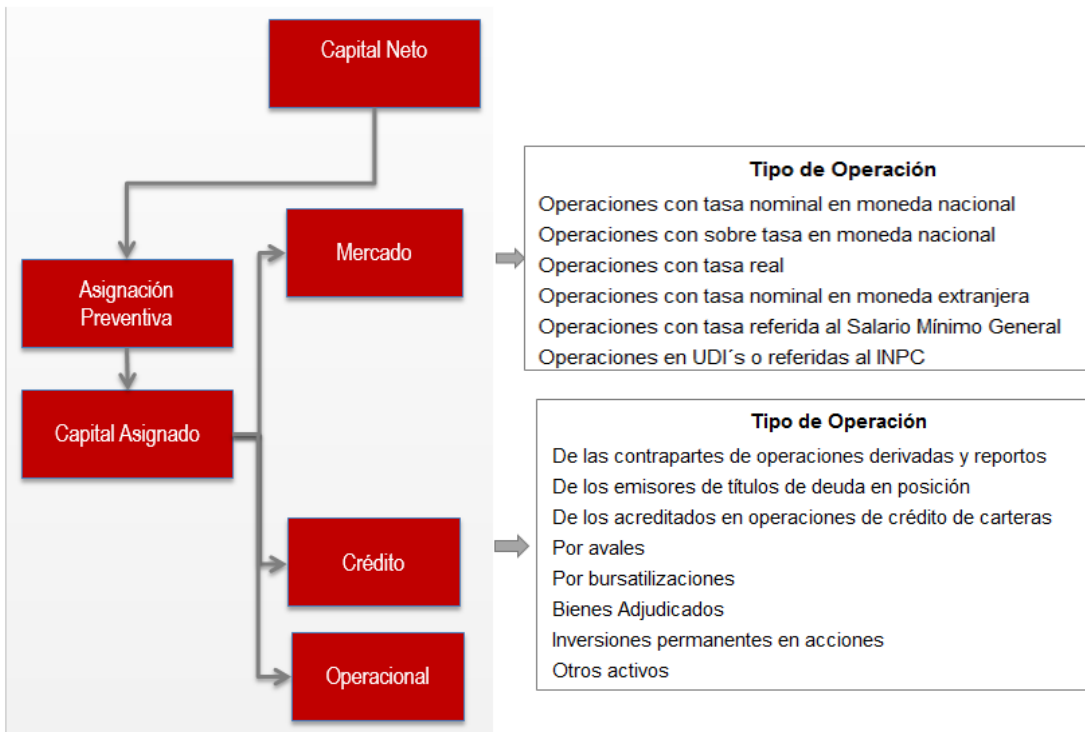 Capital Neto
Asignación
Preventiva
Capital Asignado
Mercado
Crédito
Operacional
Tipo de Operación
Operaciones con tasa nominal en moneda nacional
Operaciones con sobre tasa en moneda nacional
Operaciones con tasa real
Operaciones con tasa nominal en moneda extranjera
Operaciones con tasa referida al Salario Mínimo General
Operaciones en UDI´s o referidas al INPC
Tipo de Operación
De las contrapartes de operaciones derivadas y reportos
De los emisores de títulos de deuda en posición
De los acreditados en operaciones de crédito de carteras
Por avales
Por bursatilizaciones
Bienes Adjudicados
Inversiones permanentes en acciones
Otros activos